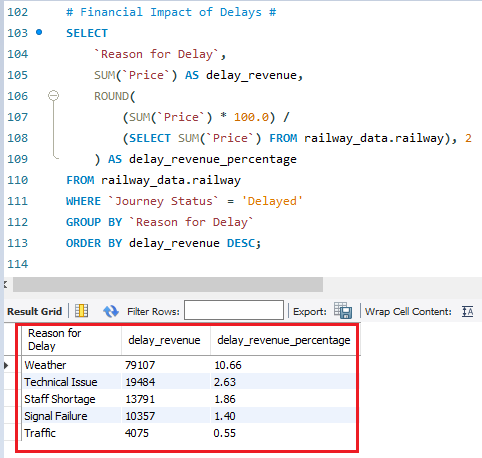 102 # Financial Impact of Delays #
103 SELECT
104 `Reason for Delay`,
105 SUM(`Price`) AS delay_revenue,
106 ROUND(
107 (SUM(`Price`) * 100.0) /
108 (SELECT SUM(`Price`) FROM railway_data.railway), 2
109 ) AS delay_revenue_percentage
110 FROM railway_data.railway
111 WHERE `Journey Status` = 'Delayed'
112 GROUP BY `Reason for Delay`
113 ORDER BY delay_revenue DESC;
114
Result Grid Filter Rows: Export: Wrap Cell Content:
Reason for
Delay delay_revenue delay_revenue_percentage
Weather 79107 10.66
Technical Issue 19484 2.63
Staff Shortage 13791 1.86
Signal Failure 10357 1.40
Traffic 4075 0.55